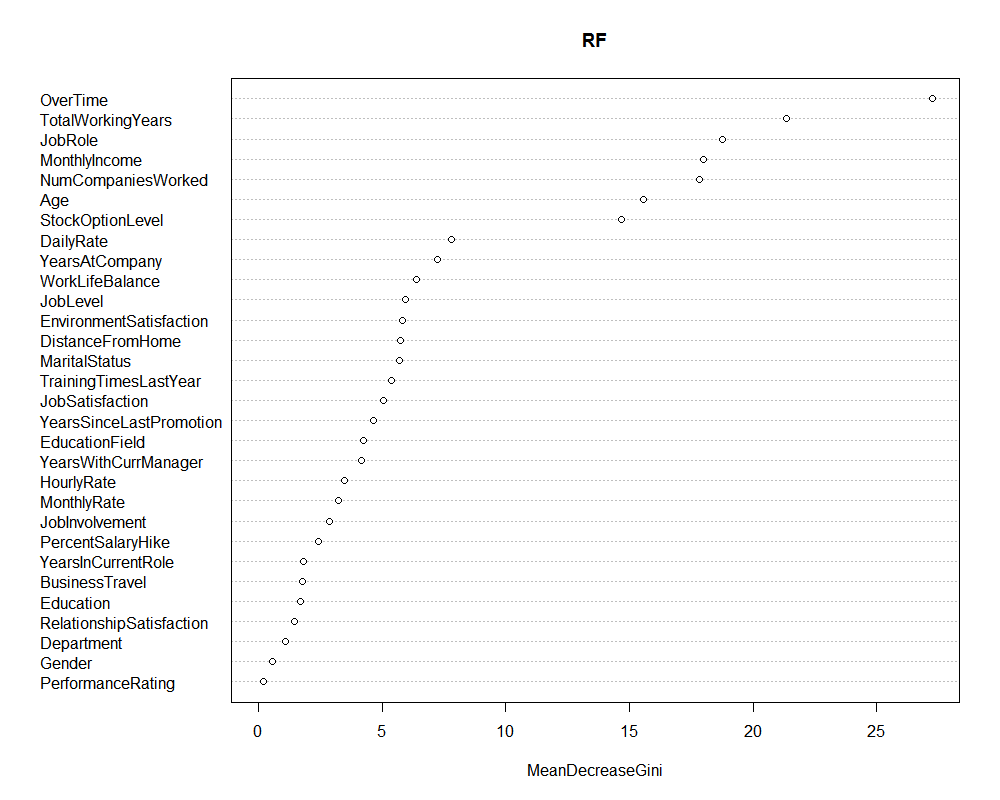 RF
OverTime
TotalWorkingYears
JobRole
MonthlyIncome
NumCompaniesWorked
Age
StockOptionLevel
DailyRate
YearsAtCompany
WorkLifeBalance
JobLevel
EnvironmentSatisfaction
DistanceFromHome
MaritalStatus
TrainingTimesLastYear
JobSatisfaction
YearsSinceLastPromotion
EducationField
YearsWithCurrManager
HourlyRate
MonthlyRate
JobInvolvement
PercentSalaryHike
YearsInCurrentRole
BusinessTravel
Education
RelationshipSatisfaction
Department
Gender
PerformanceRating
0 5 10 15 20 25
MeanDecreaseGini